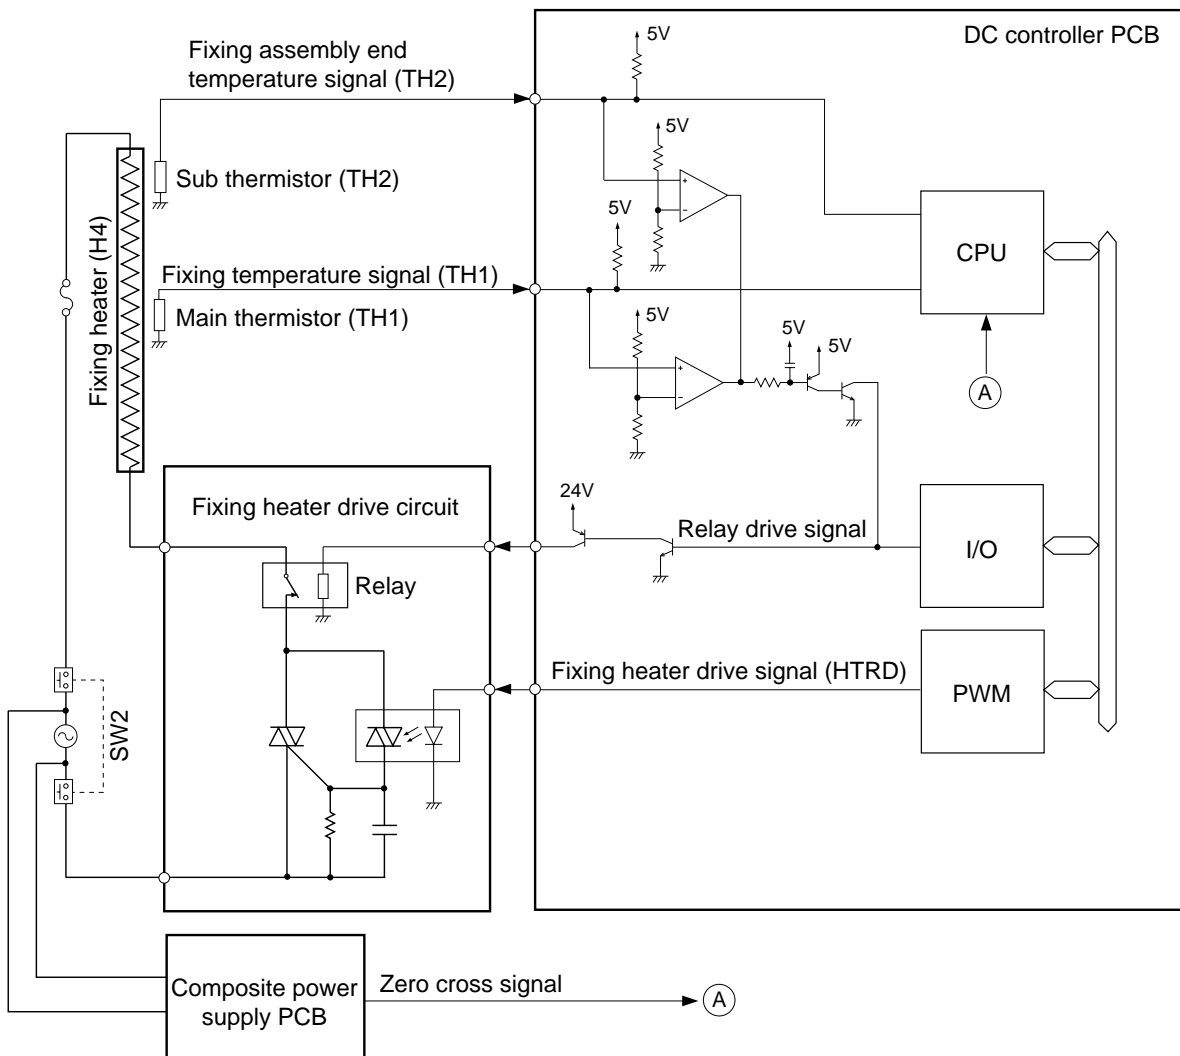 DC controller PCB
Fixing assembly end
temperature signal (TH2)
5V
5V
Sub thermistor (TH2)
5V
CPU
Fixing heater (H4)
Fixing temperature signal (TH1)
Main thermistor (TH1)
5V
5V
5V
A
Fixing heater drive circuit
24V
Relay drive signal
I/O
Relay
Fixing heater drive signal (HTRD)
PWM
SW2
Composite power
supply PCB
Zero cross signal
A
+
−
+
−